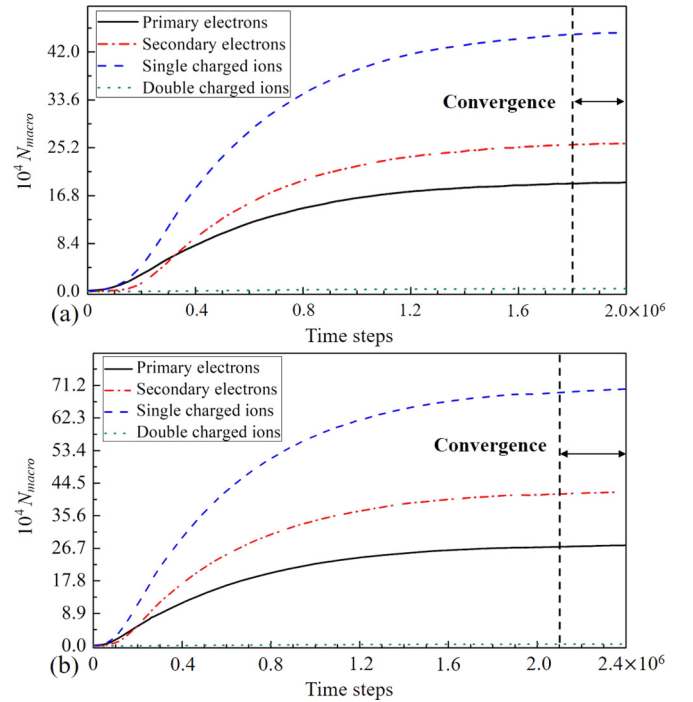 Primary electrons
Secondary electrons
Single charged ions
Double charged ions
Convergence
10⁴ N_macro
42.0
33.6
25.2
16.8
8.4
0.0
0 0.4 0.8 1.2 1.6 2.0×10⁶
(a)
Time steps
Primary electrons
Secondary electrons
Single charged ions
Double charged ions
Convergence
10⁴ N_macro
71.2
62.3
53.4
44.5
35.6
26.7
17.8
8.9
0.0
0 0.4 0.8 1.2 1.6 2.0 2.4×10⁶
(b)
Time steps